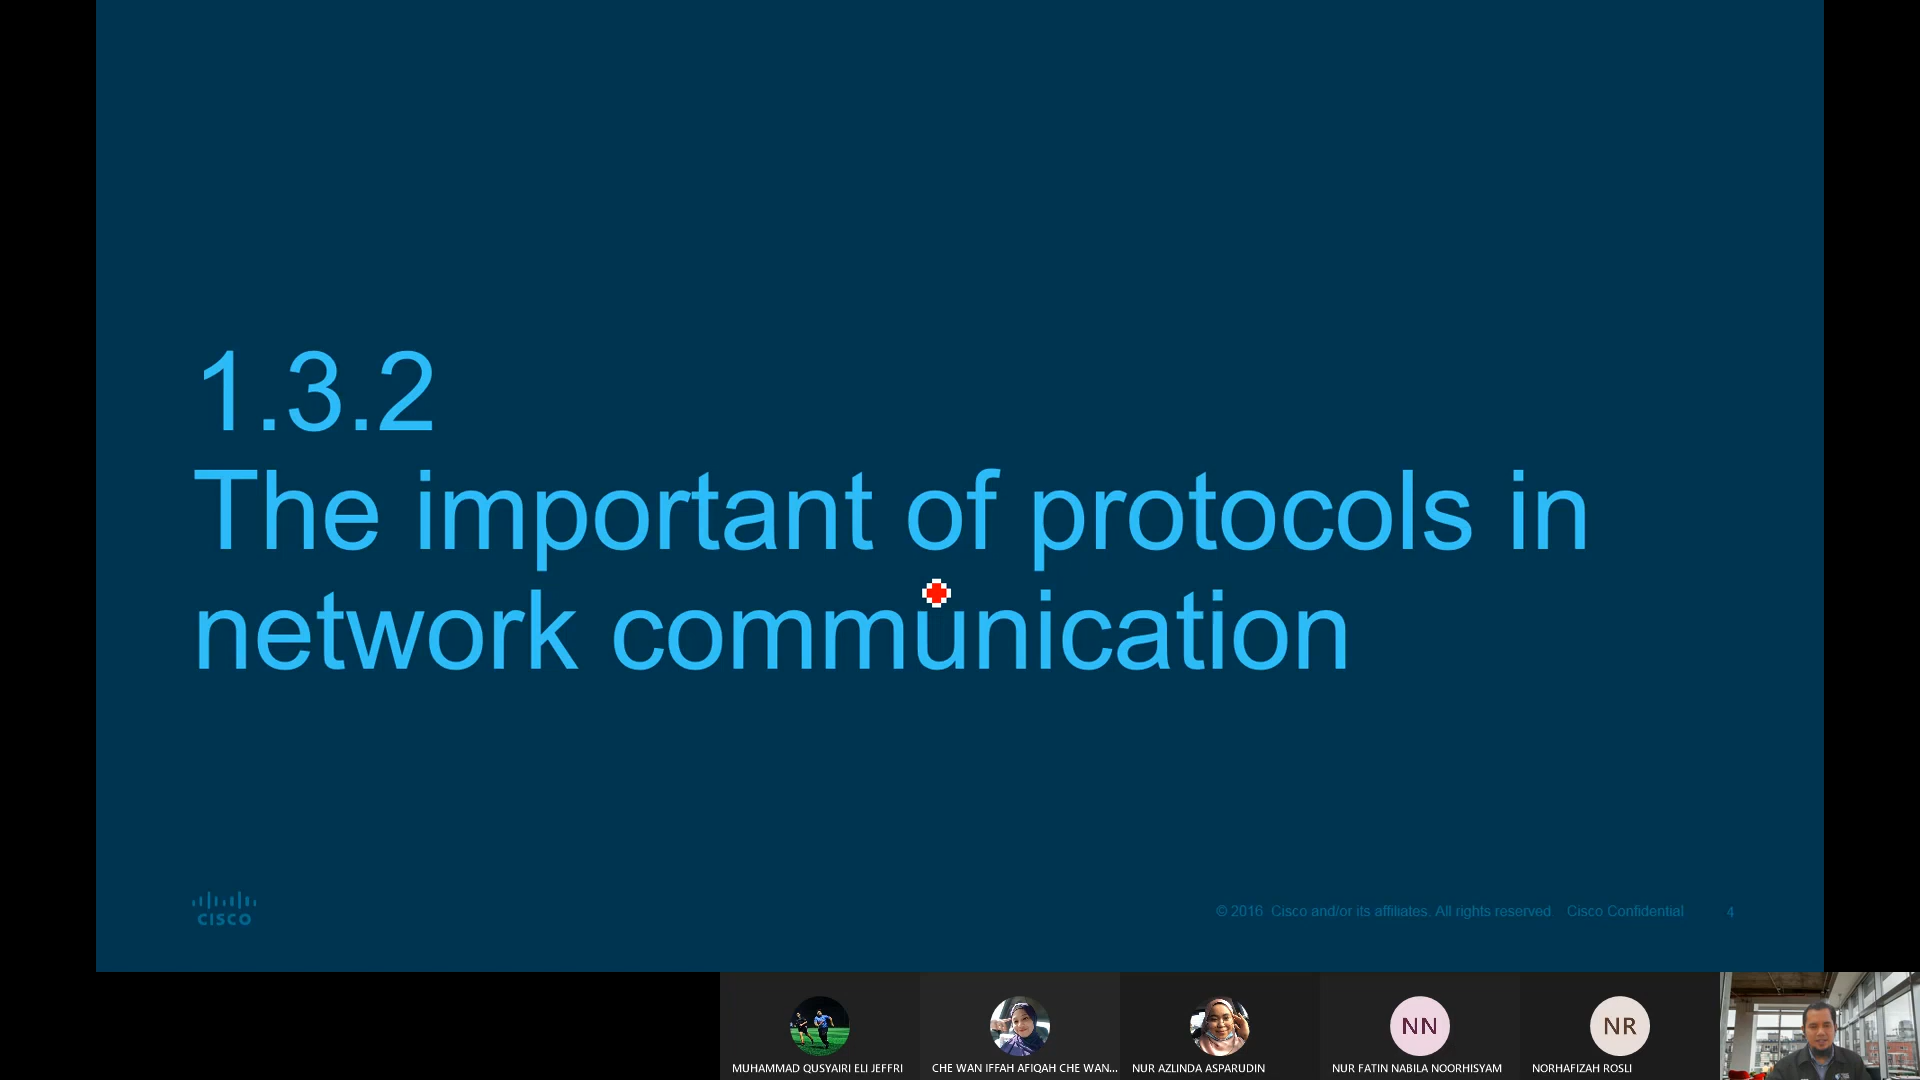 1.3.2
The important of protocols in
network communication
CISCO
© 2016 Cisco and/or its affiliates. All rights reserved Cisco Confidential 4
NN
NR
MUHAMMAD QUSYAIRI ELI JEFFRI
CHE WAN IFFAH AFIQAH CHE WAN...
NUR AZLINDA ASPARUDIN
NUR FATIN NABILA NOORHISYAM
NORHAFIZAH ROSLI